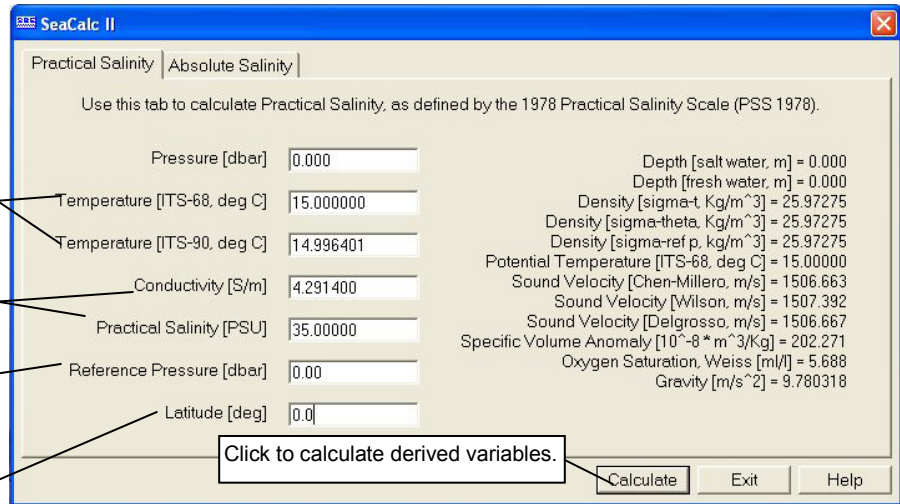 SeaCalc II
Practical Salinity Absolute Salinity
Use this tab to calculate Practical Salinity, as defined by the 1978 Practical Salinity Scale (PSS 1978).
Pressure [dbar] 0.000
Temperature [ITS-68, deg C] 15.000000
Temperature [ITS-90, deg C] 14.996401
Conductivity [S/m] 4.291400
Practical Salinity [PSU] 35.00000
Reference Pressure [dbar] 0.00
Latitude [deg] 0.0
Depth [salt water, m] = 0.000
Depth [fresh water, m] = 0.000
Density [sigma-t, Kg/m^3] = 25.97275
Density [sigma-theta, Kg/m^3] = 25.97275
Density [sigma-ref p, kg/m^3] = 25.97275
Potential Temperature [ITS-68, deg C] = 15.00000
Sound Velocity [Chen-Millero, m/s] = 1506.663
Sound Velocity [Wilson, m/s] = 1507.392
Sound Velocity [Delgrosso, m/s] = 1506.667
Specific Volume Anomaly [10^-8 * m^3/Kg] = 202.271
Oxygen Saturation, Weiss [ml/l] = 5.688
Gravity [m/s^2] = 9.780318
Click to calculate derived variables.
Calculate Exit Help